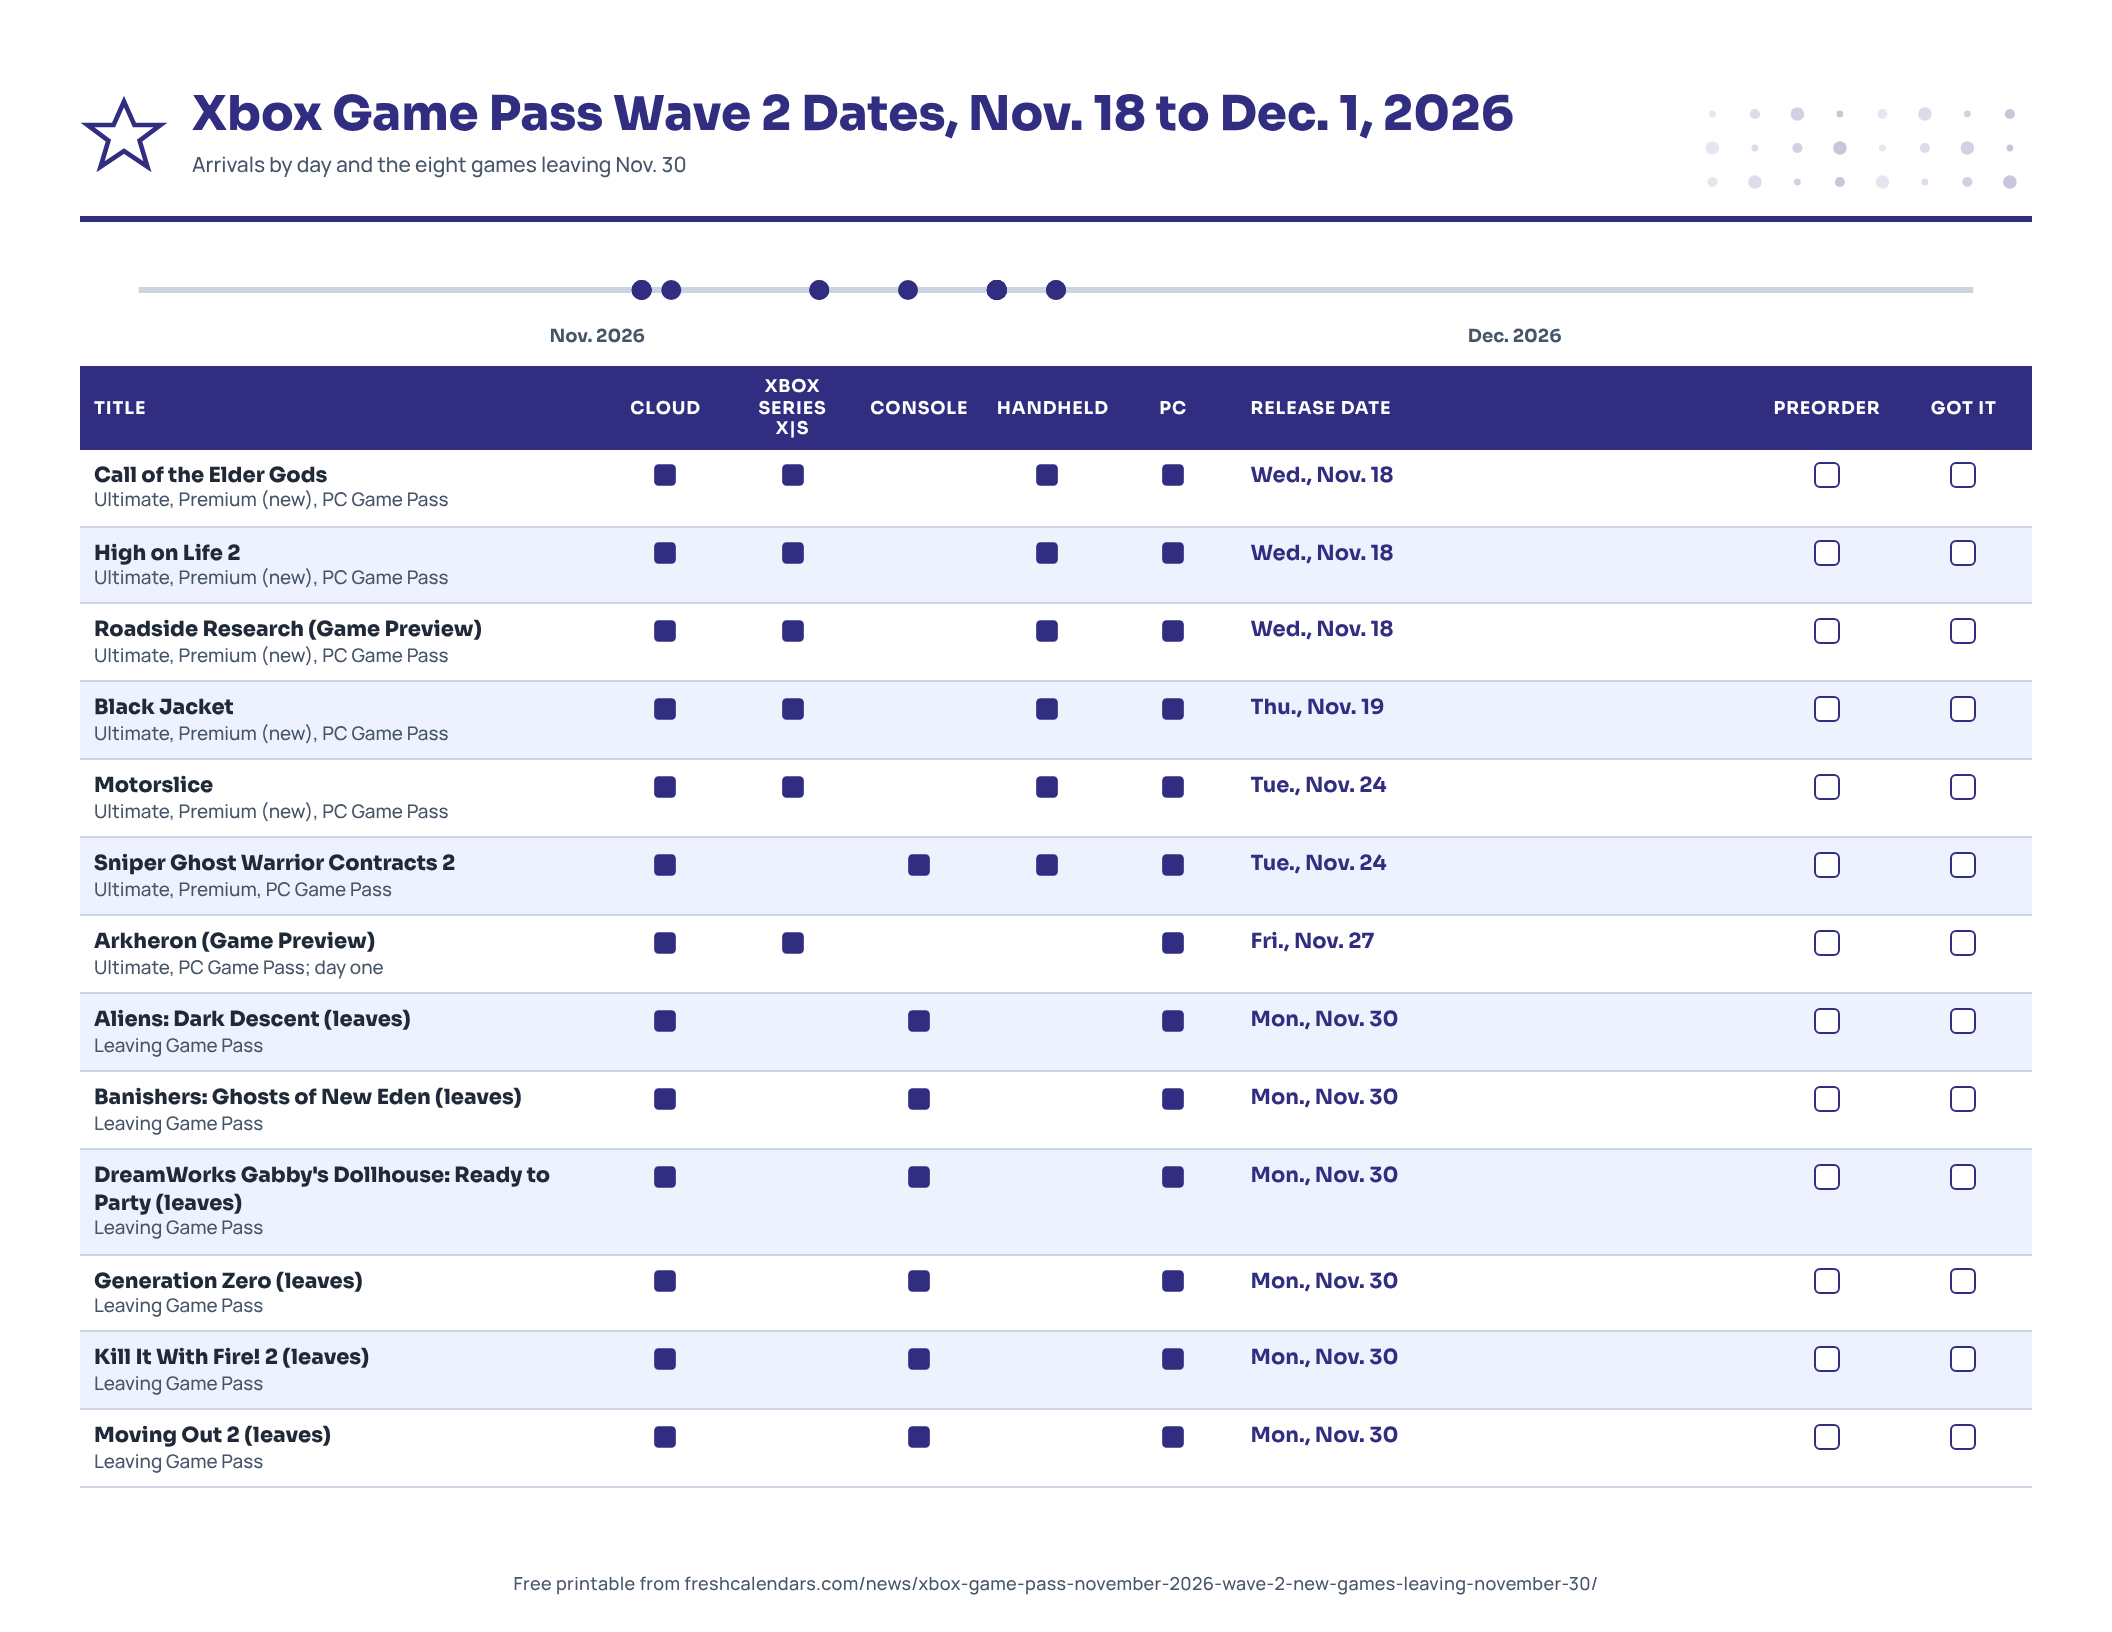 Xbox Game Pass Wave 2 Dates, Nov. 18 to Dec. 1, 2026
Arrivals by day and the eight games leaving Nov. 30
Nov. 2026 Dec. 2026
TITLE CLOUD XBOX SERIES X|S CONSOLE HANDHELD PC RELEASE DATE PREORDER GOT IT
Call of the Elder Gods Wed., Nov. 18
Ultimate, Premium (new), PC Game Pass
High on Life 2 Wed., Nov. 18
Ultimate, Premium (new), PC Game Pass
Roadside Research (Game Preview) Wed., Nov. 18
Ultimate, Premium (new), PC Game Pass
Black Jacket Thu., Nov. 19
Ultimate, Premium (new), PC Game Pass
Motorslice Tue., Nov. 24
Ultimate, Premium (new), PC Game Pass
Sniper Ghost Warrior Contracts 2 Tue., Nov. 24
Ultimate, Premium, PC Game Pass
Arkheron (Game Preview) Fri., Nov. 27
Ultimate, PC Game Pass; day one
Aliens: Dark Descent (leaves) Mon., Nov. 30
Leaving Game Pass
Banishers: Ghosts of New Eden (leaves) Mon., Nov. 30
Leaving Game Pass
DreamWorks Gabby's Dollhouse: Ready to Mon., Nov. 30
Party (leaves)
Leaving Game Pass
Generation Zero (leaves) Mon., Nov. 30
Leaving Game Pass
Kill It With Fire! 2 (leaves) Mon., Nov. 30
Leaving Game Pass
Moving Out 2 (leaves) Mon., Nov. 30
Leaving Game Pass
Free printable from freshcalendars.com/news/xbox-game-pass-november-2026-wave-2-new-games-leaving-november-30/